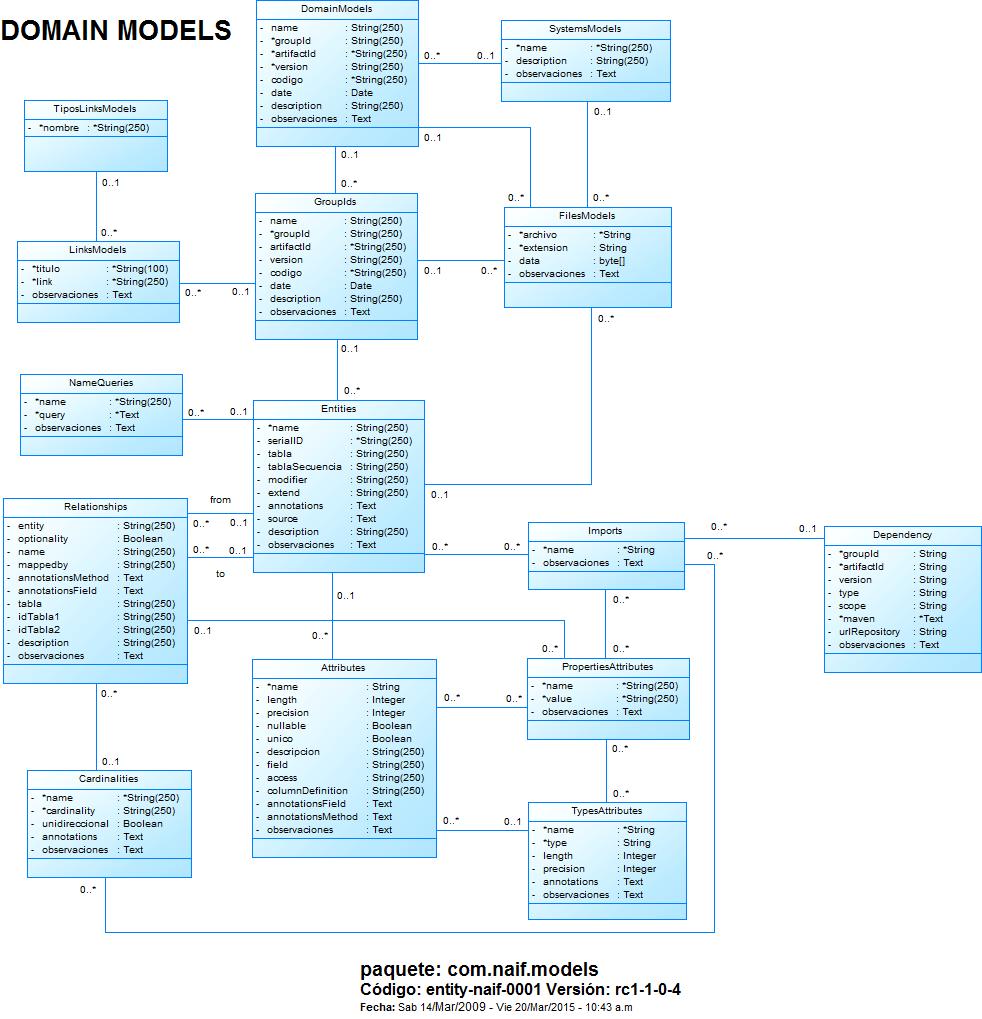 DOMAIN MODELS
DomainModels
- name : String(250)
- *groupId : String(250)
- *artifactId : *String(250)
- *version : String(250)
- codigo : *String(250)
- date : Date
- description : String(250)
- observaciones : Text
0..* 0..1
SystemsModels
- *name : *String(250)
- description : String(250)
- observaciones : Text
0..1
0..1
0..1
0..*
0..*
0..*
TiposLinksModels
- *nombre : *String(250)
0..1
0..*
LinksModels
- *titulo : *String(100)
- *link : *String(250)
- observaciones : Text
0..* 0..1
GroupIds
- name : String(250)
- *groupId : String(250)
- artifactId : *String(250)
- version : String(250)
- codigo : *String(250)
- date : Date
- description : String(250)
- observaciones : Text
0..1 0..*
FilesModels
- *archivo : *String
- *extension : String
- data : byte[]
- observaciones : Text
0..*
0..1
0..*
NameQueries
- *name : *String(250)
- *query : *Text
- observaciones : Text
0..* 0..1
Entities
- *name : String(250)
- serialID : *String(250)
- tabla : String(250)
- tablaSecuencia : String(250)
- modifier : String(250)
- extend : String(250)
- annotations : Text
- source : Text
- description : String(250)
- observaciones : Text
0..1
from
0..* 0..1
0..* 0..1
to
Relationships
- entity : String(250)
- optionality : Boolean
- name : String(250)
- mappedby : String(250)
- annotationsMethod : Text
- annotationsField : Text
- tabla : String(250)
- idTabla1 : String(250)
- idTabla2 : String(250)
- description : String(250)
- observaciones : Text
0..* 0..*
Imports
- *name : *String
- observaciones : Text
0..* 0..1
0..*
Dependency
- *groupId : String
- *artifactId : String
- version : String
- type : String
- scope : String
- *maven : *Text
- urlRepository : String
- observaciones : Text
0..1
0..*
0..1
0..*
0..*
0..*
Attributes
- *name : String
- length : Integer
- precision : Integer
- nullable : Boolean
- unico : Boolean
- descripcion : String(250)
- field : String(250)
- access : String(250)
- columnDefinition : String(250)
- annotationsField : Text
- annotationsMethod : Text
- observaciones : Text
0..* 0..*
PropertiesAttributes
- *name : *String(250)
- *value : *String(250)
- observaciones : Text
0..*
0..*
0..*
0..1
Cardinalities
- *name : *String(250)
- *cardinality : String(250)
- unidireccional : Boolean
- annotations : Text
- observaciones : Text
0..*
0..* 0..1
TypesAttributes
- *name : *String
- *type : String
- length : Integer
- precision : Integer
- annotations : Text
- observaciones : Text
paquete: com.naif.models
Código: entity-naif-0001 Versión: rc1-1-0-4
Fecha: Sab 14/Mar/2009 - Vie 20/Mar/2015 - 10:43 a.m